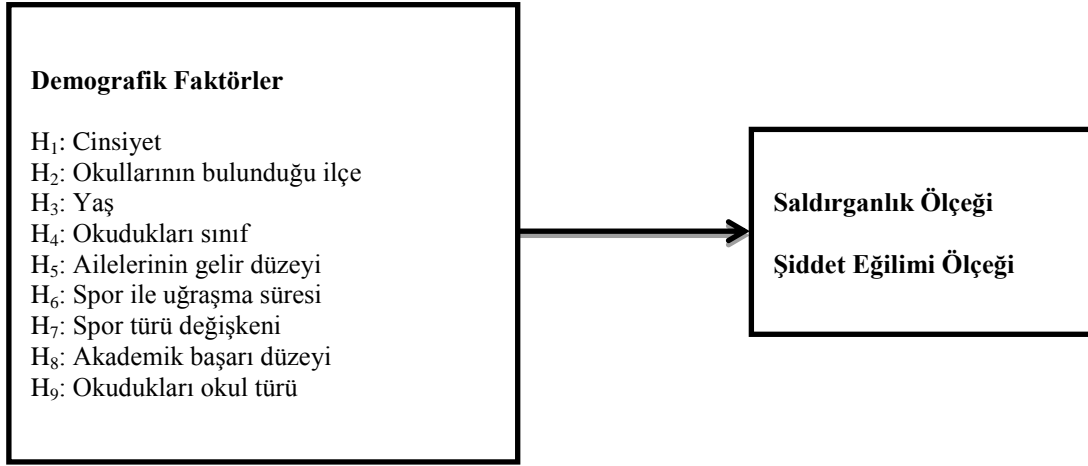 Demografik Faktörler
H₁: Cinsiyet
H₂: Okullarının bulunduğu ilçe
H₃: Yaş
H₄: Okudukları sınıf
H₅: Ailelerinin gelir düzeyi
H₆: Spor ile uğraşma süresi
H₇: Spor türü değişkeni
H₈: Akademik başarı düzeyi
H₉: Okudukları okul türü
Saldırganlık Ölçeği
Şiddet Eğilimi Ölçeği